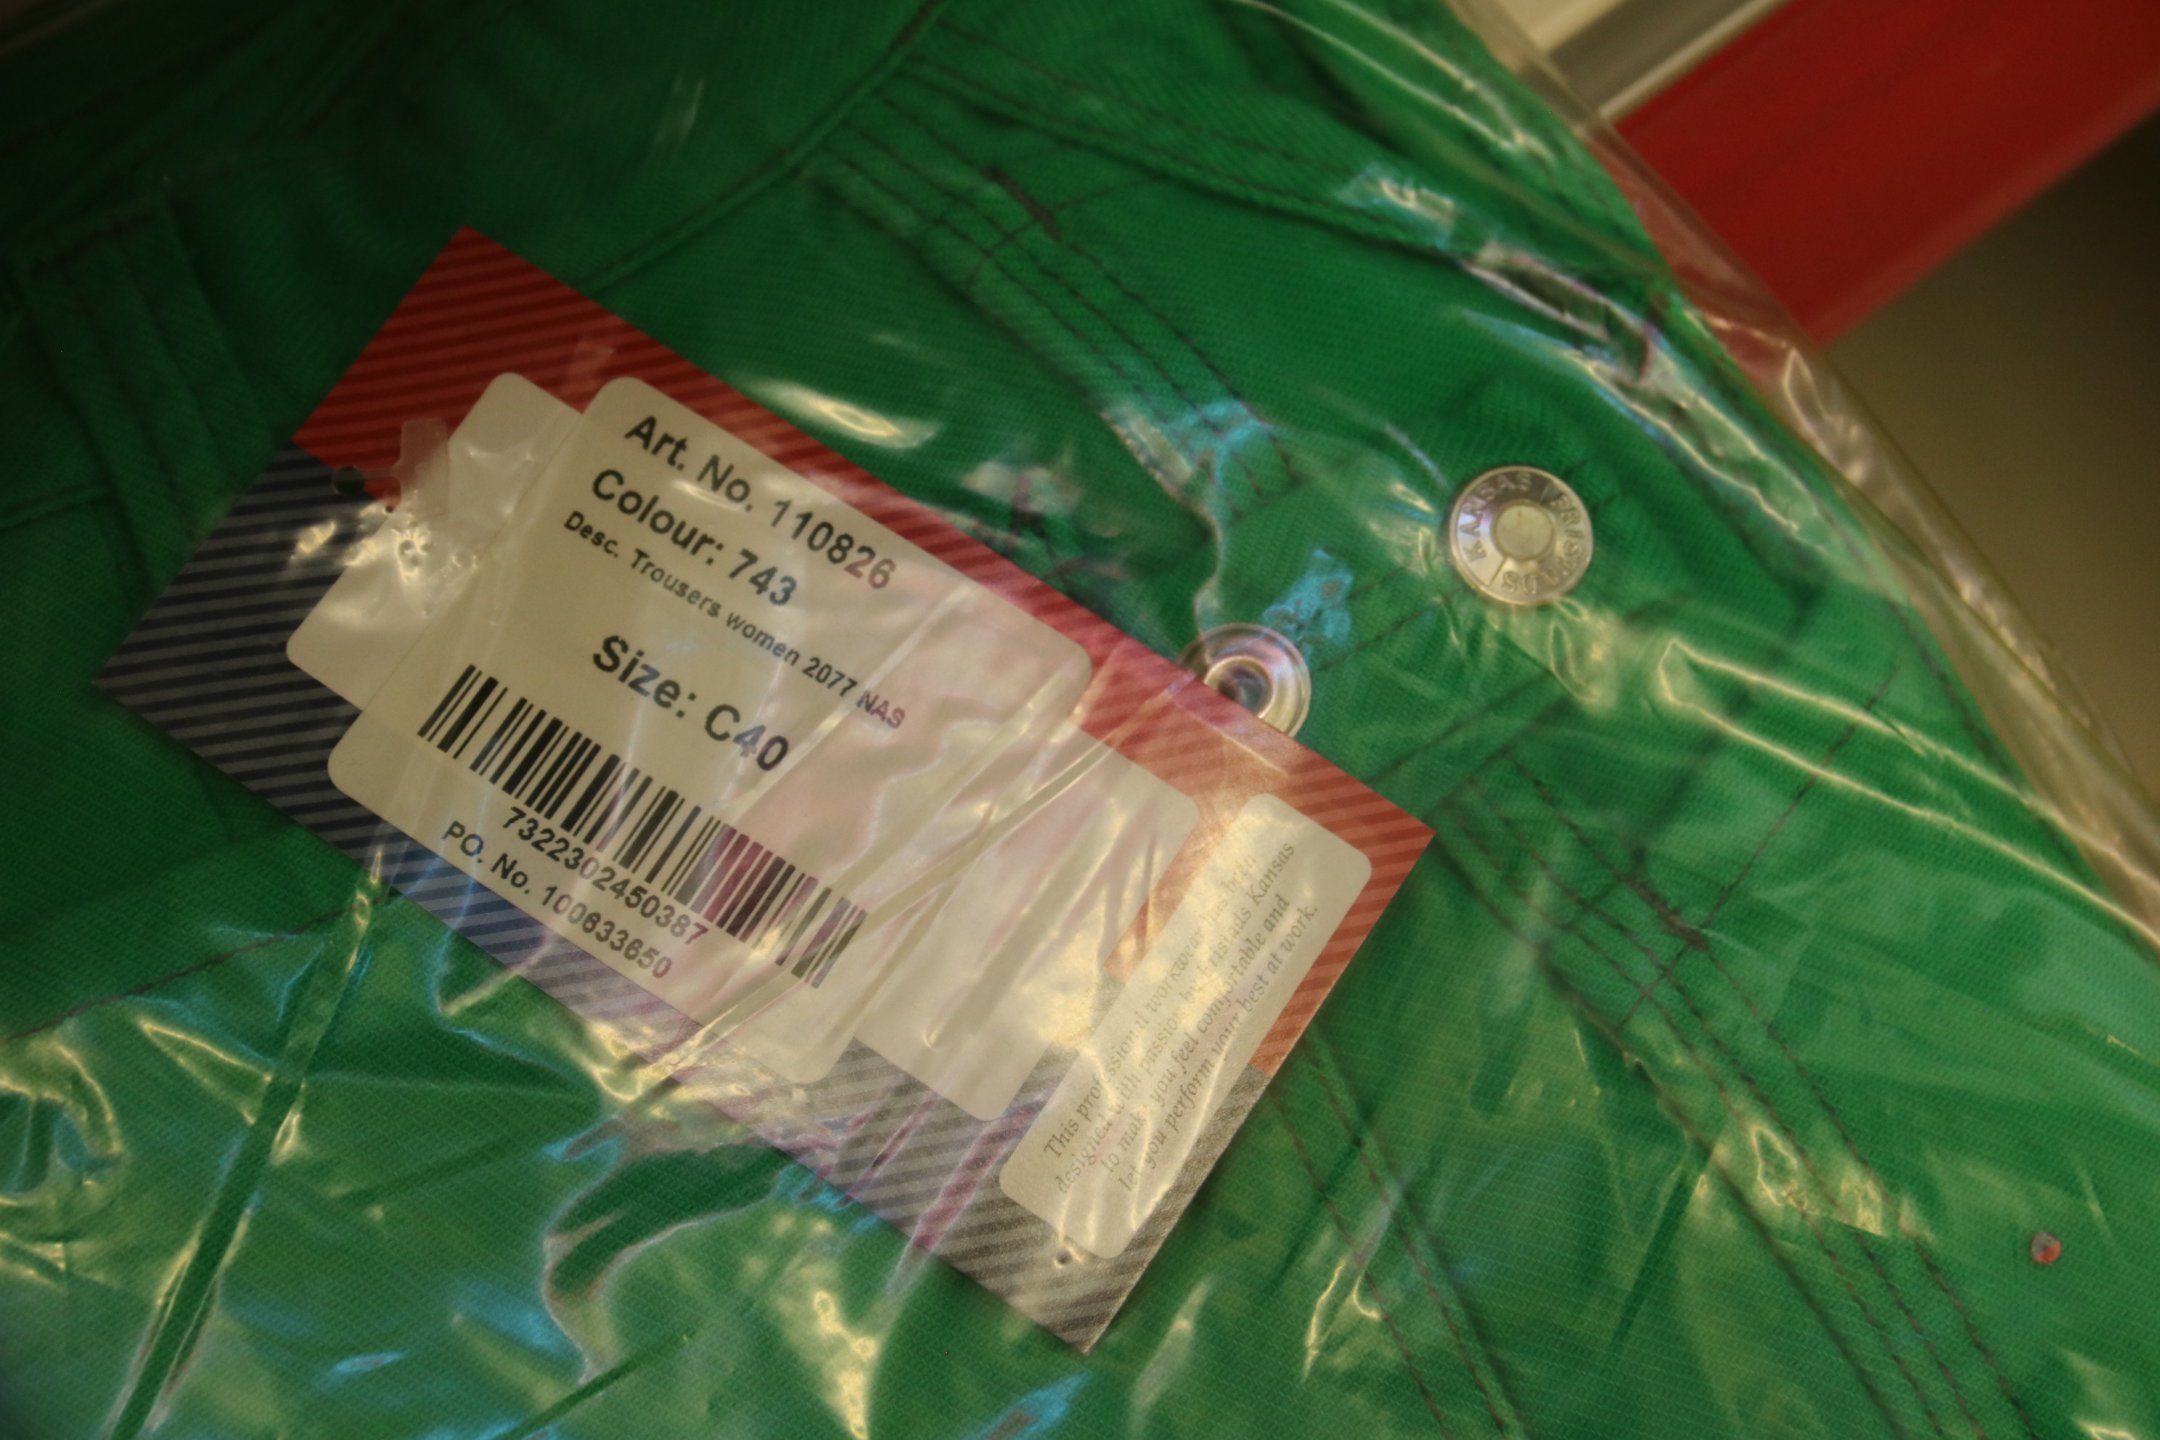 Art. No. 110826
Colour: 743
Desc. Trousers women 2077 NAS
Size: C40
7322302450387
PO. No. 100633650
This professional workwear has been
designed with passion by Fristads Kansas
to make you feel comfortable and
let you perform your best at work.
KANSAS | FRISTADS